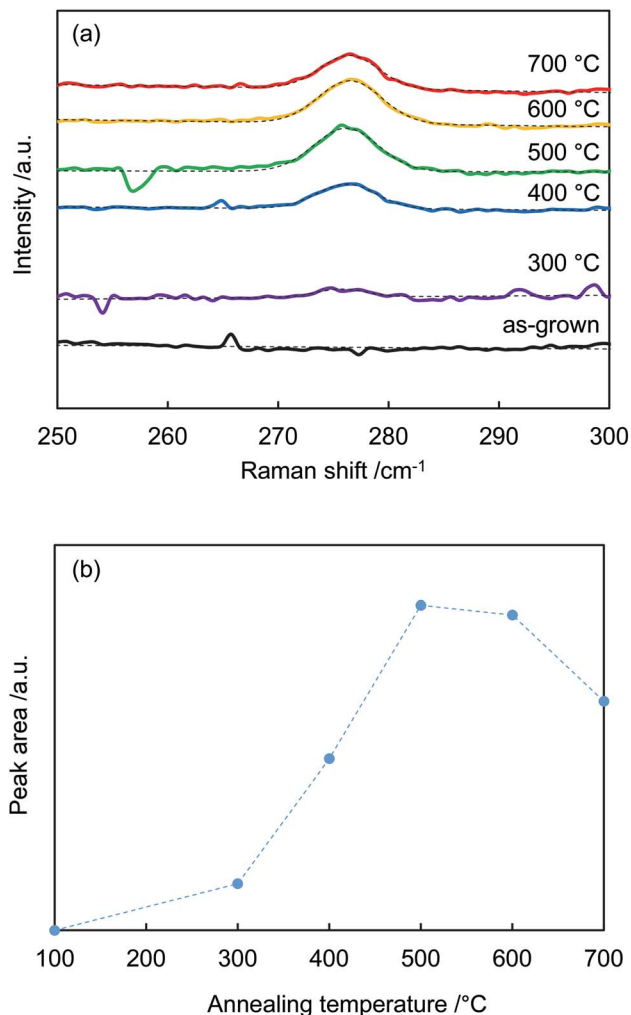 (a)
700 °C
600 °C
500 °C
400 °C
300 °C
as-grown
Intensity /a.u.
250 260 270 280 290 300
Raman shift /cm⁻¹
(b)
Peak area /a.u.
100 200 300 400 500 600 700
Annealing temperature /°C